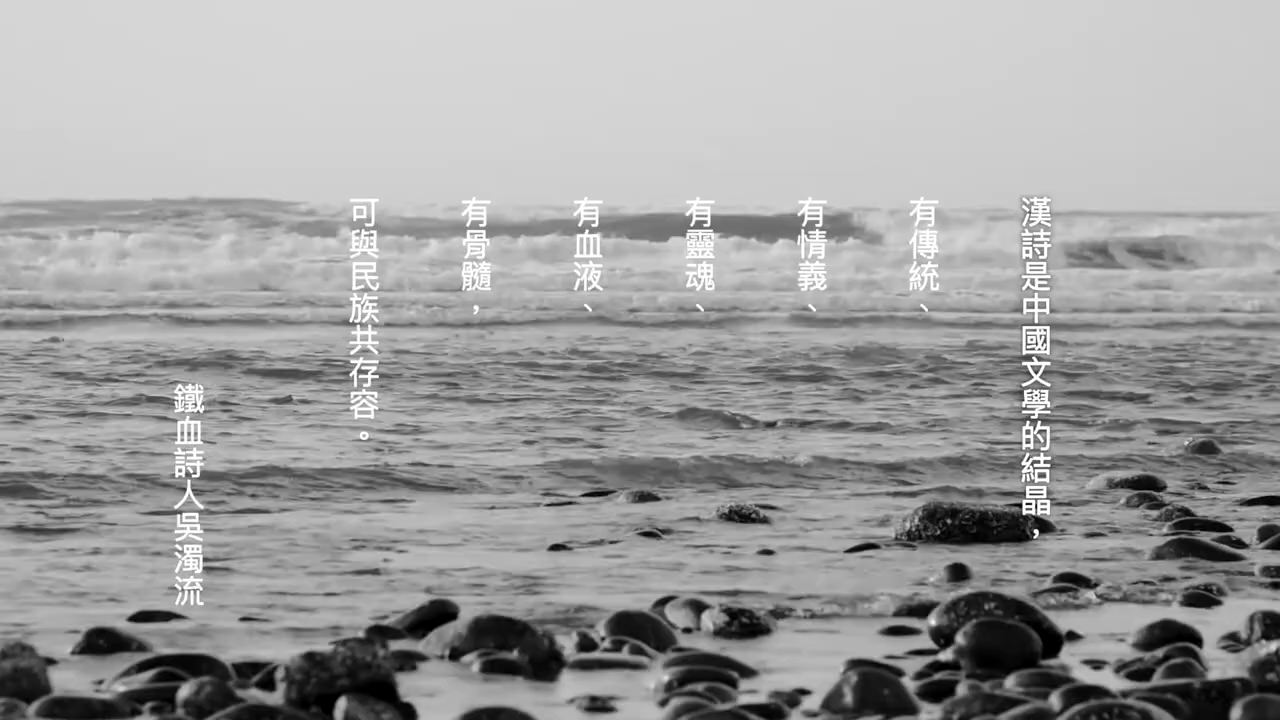 漢詩是中國文學的結晶，
有傳統、
有情義、
有靈魂、
有血液、
有骨髓，
可與民族共存容。
鐵血詩人吳濁流